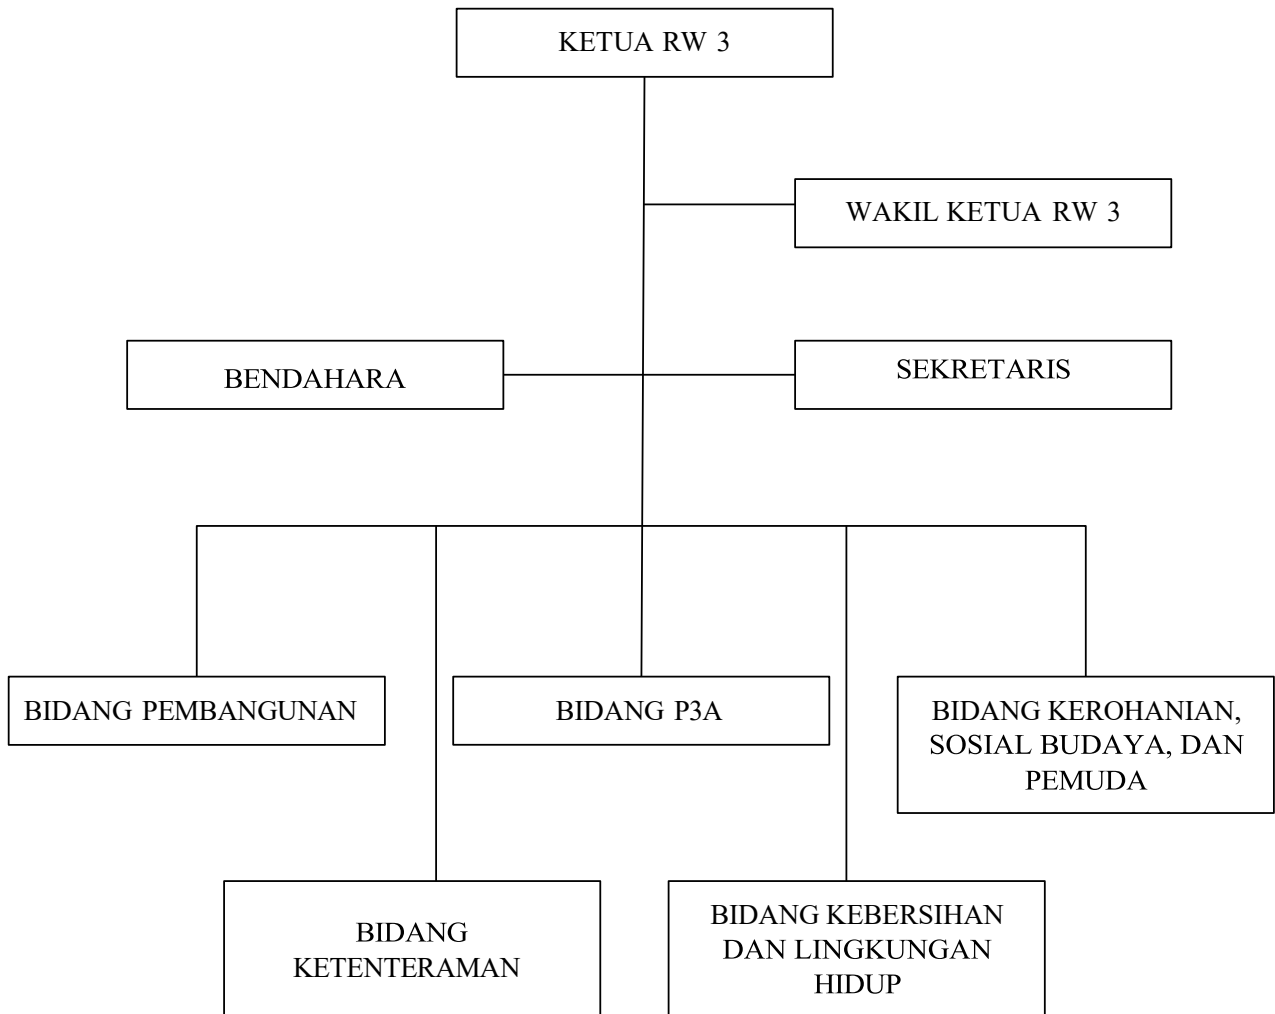 KETUA RW 3
WAKIL KETUA RW 3
BENDAHARA
SEKRETARIS
BIDANG PEMBANGUNAN
BIDANG P3A
BIDANG KEROHANIAN,
SOSIAL BUDAYA, DAN
PEMUDA
BIDANG
KETENTERAMAN
BIDANG KEBERSIHAN
DAN LINGKUNGAN
HIDUP